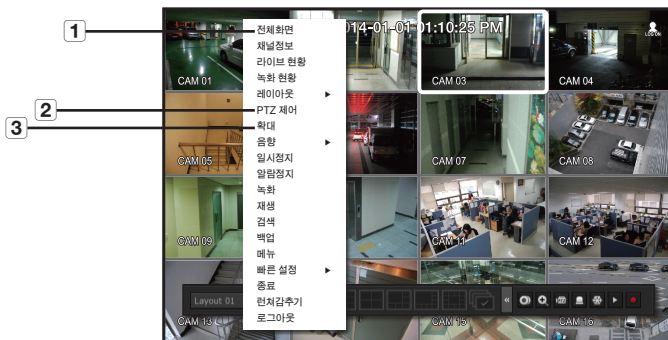 1
2
3
2014-01-01 01:10:25 PM
LOG ON
CAM 01
CAM 03
CAM 04
CAM 05
CAM 07
CAM 08
CAM 09
CAM 11
CAM 12
CAM 13
CAM 15
CAM 16
전체화면
채널정보
라이브 현황
녹화 현황
레이아웃 ▶
PTZ 제어
확대
음향 ▶
일시정지
알람정지
녹화
재생
검색
백업
메뉴
빠른 설정 ▶
종료
런쳐감추기
로그아웃
Layout 01
«